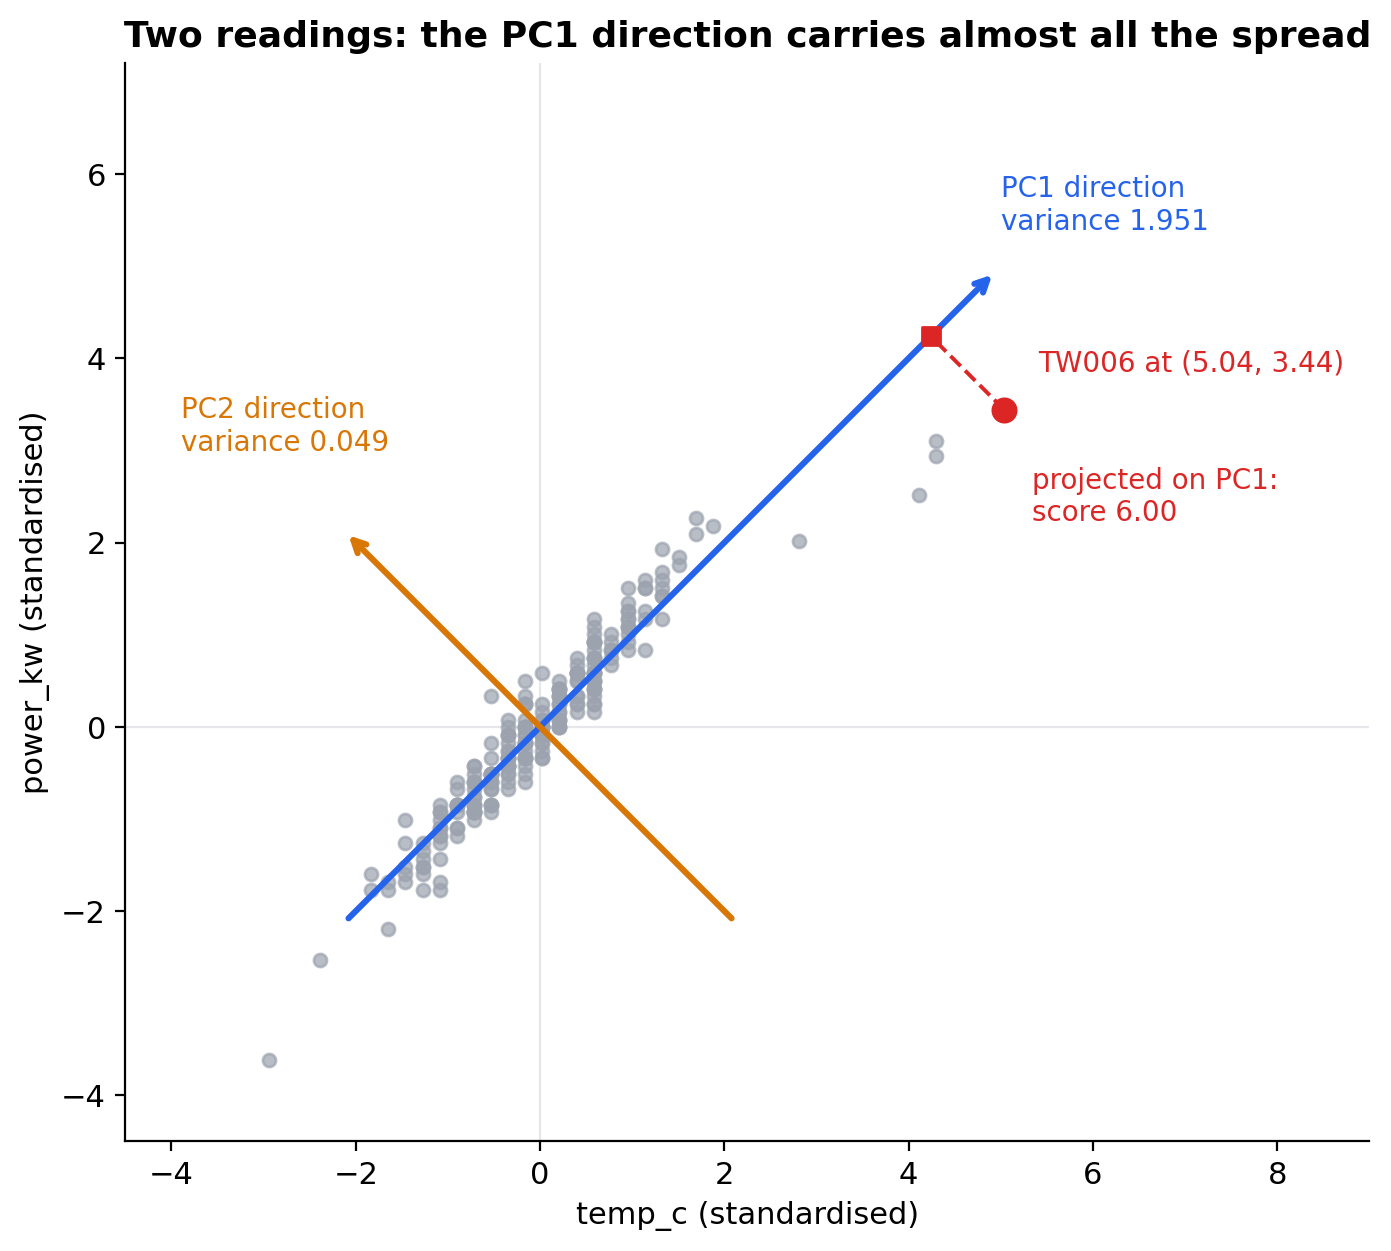 Two readings: the PC1 direction carries almost all the spread
6
4
2
0
−2
−4
power_kw (standardised)
PC1 direction
variance 1.951
TW006 at (5.04, 3.44)
PC2 direction
variance 0.049
projected on PC1:
score 6.00
−4
−2
0
2
4
6
8
temp_c (standardised)